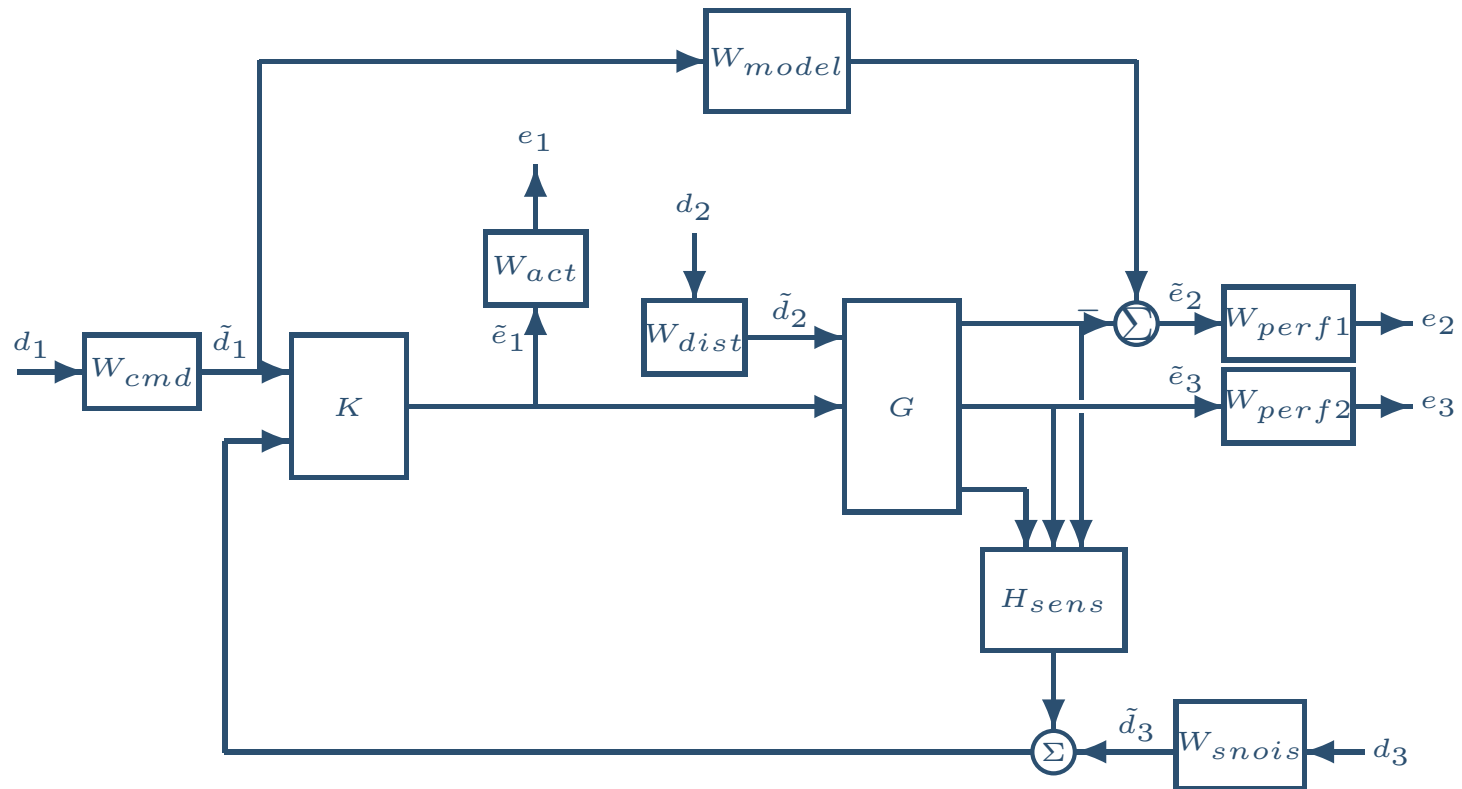 W_model
e_1
d_2
W_act
d̃_2
ẽ_2
d_1
d̃_1
ẽ_1
W_dist
−
Σ
W_perf1
e_2
W_cmd
K
G
ẽ_3
W_perf2
e_3
H_sens
d̃_3
Σ
W_snois
d_3